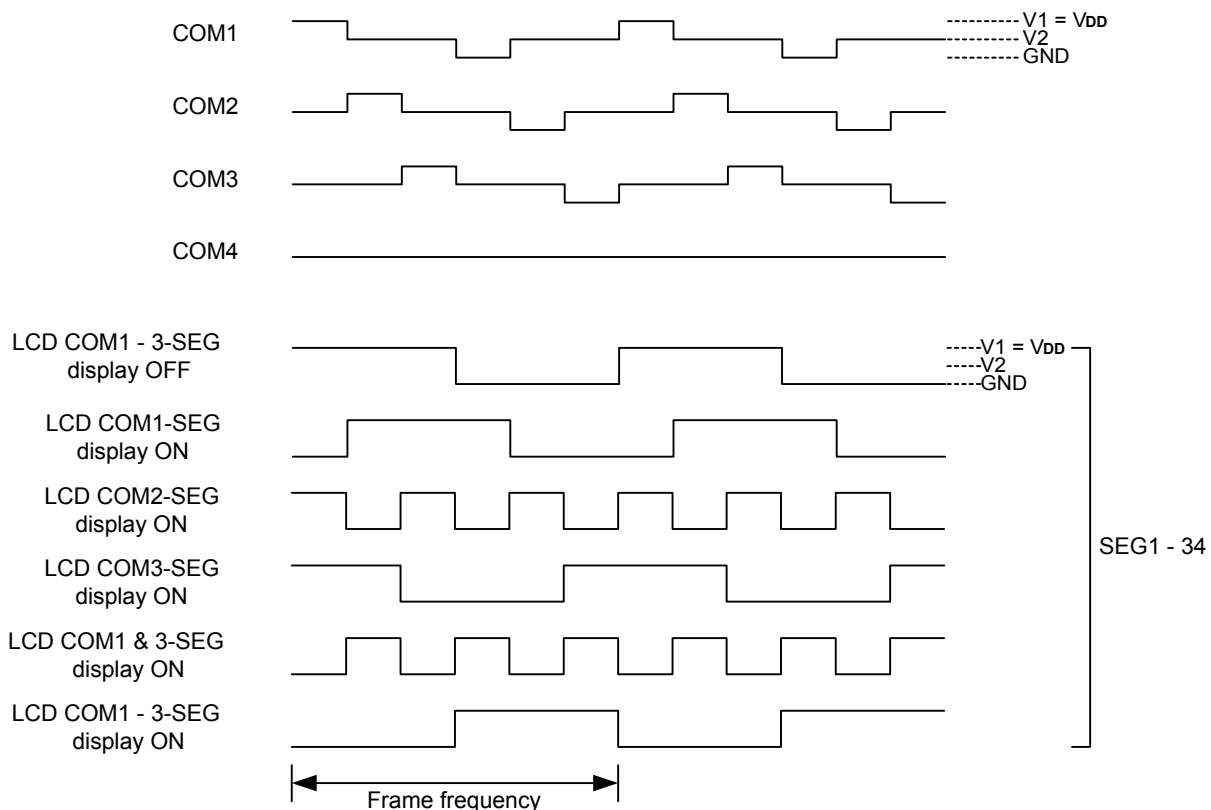 COM1
V1 = VDD
V2
GND
COM2
COM3
COM4
LCD COM1 - 3-SEG
display OFF
V1 = VDD
V2
GND
LCD COM1-SEG
display ON
LCD COM2-SEG
display ON
LCD COM3-SEG
display ON
SEG1 - 34
LCD COM1 & 3-SEG
display ON
LCD COM1 - 3-SEG
display ON
Frame frequency